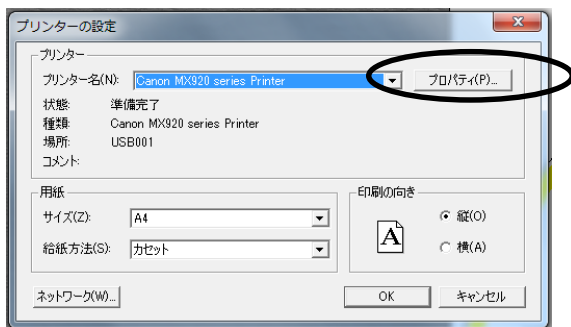 プリンターの設定
プリンター
プリンター名(N): Canon MX920 series Printer プロパティ(P)...
状態: 準備完了
種類: Canon MX920 series Printer
場所: USB001
コメント:
用紙
サイズ(Z): A4
給紙方法(S): カセット
印刷の向き
A
縦(O)
横(A)
ネットワーク(W)... OK キャンセル